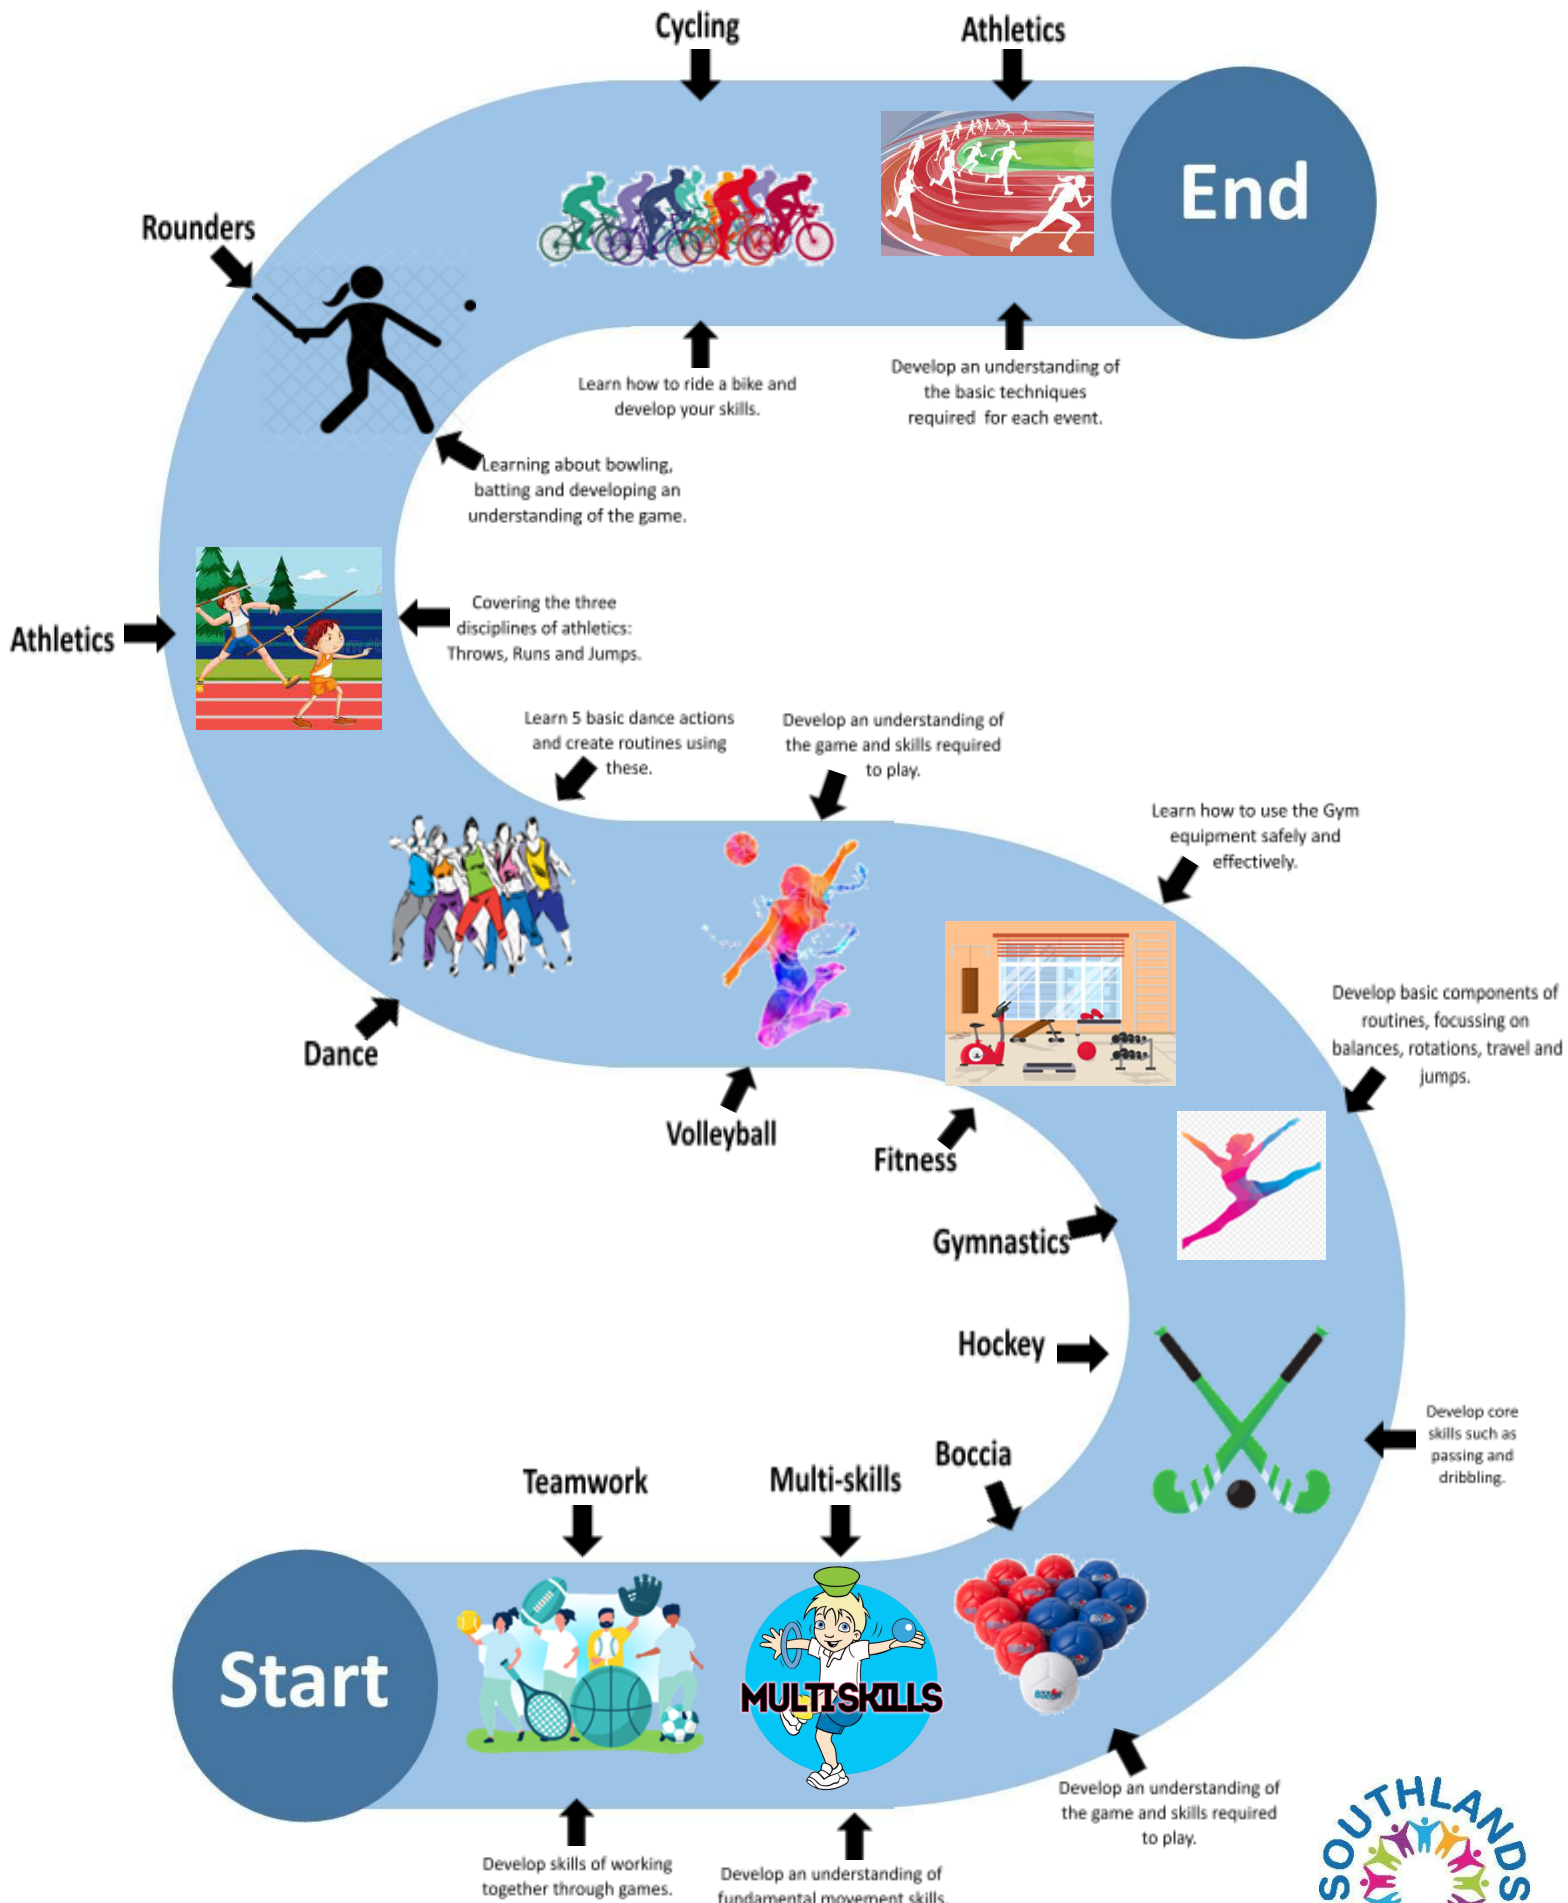 Cycling
Athletics
End
Rounders
Learn how to ride a bike and
develop your skills.
Develop an understanding of
the basic techniques
required for each event.
Learning about bowling,
batting and developing an
understanding of the game.
Athletics
Covering the three
disciplines of athletics:
Throws, Runs and Jumps.
Learn 5 basic dance actions
and create routines using
these.
Develop an understanding of
the game and skills required
to play.
Learn how to use the Gym
equipment safely and
effectively.
Dance
Volleyball
Fitness
Develop basic components of
routines, focussing on
balances, rotations, travel and
jumps.
Gymnastics
Hockey
Develop core
skills such as
passing and
dribbling.
Boccia
Teamwork
Multi-skills
Start
MULTISKILLS
Develop an understanding of
the game and skills required
to play.
Develop skills of working
together through games.
Develop an understanding of
fundamental movement skills.
SOUTHLANDS